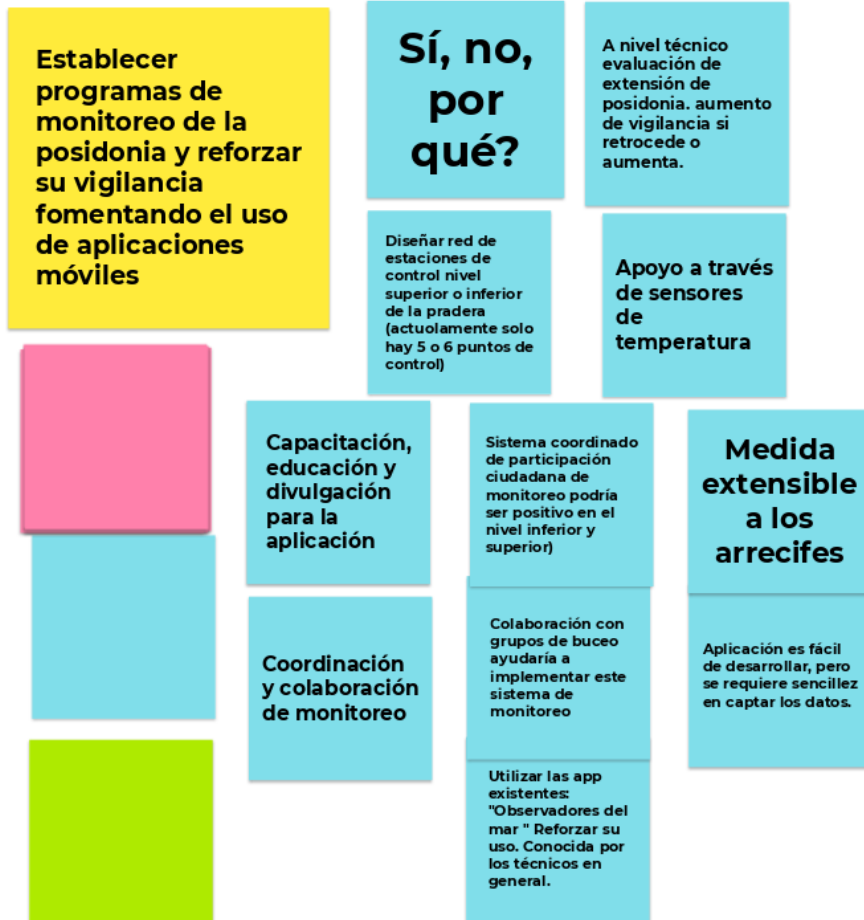 Establecer
programas de
monitoreo de la
posidonia y reforzar
su vigilancia
fomentando el uso
de aplicaciones
móviles
Sí, no,
por
qué?
A nivel técnico
evaluación de
extensión de
posidonia. aumento
de vigilancia si
retrocede o
aumenta.
Diseñar red de
estaciones de
control nivel
superior o inferior
de la pradera
(actuolamente solo
hay 5 o 6 puntos de
control)
Apoyo a través
de sensores
de
temperatura
Capacitación,
educación y
divulgación
para la
aplicación
Sistema coordinado
de participación
ciudadana de
monitoreo podría
ser positivo en el
nivel inferior y
superior)
Medida
extensible
a los
arrecifes
Coordinación
y colaboración
de monitoreo
Colaboración con
grupos de buceo
ayudaría a
implementar este
sistema de
monitoreo
Aplicación es fácil
de desarrollar, pero
se requiere sencillez
en captar los datos.
Utilizar las app
existentes:
"Observadores del
mar " Reforzar su
uso. Conocida por
los técnicos en
general.